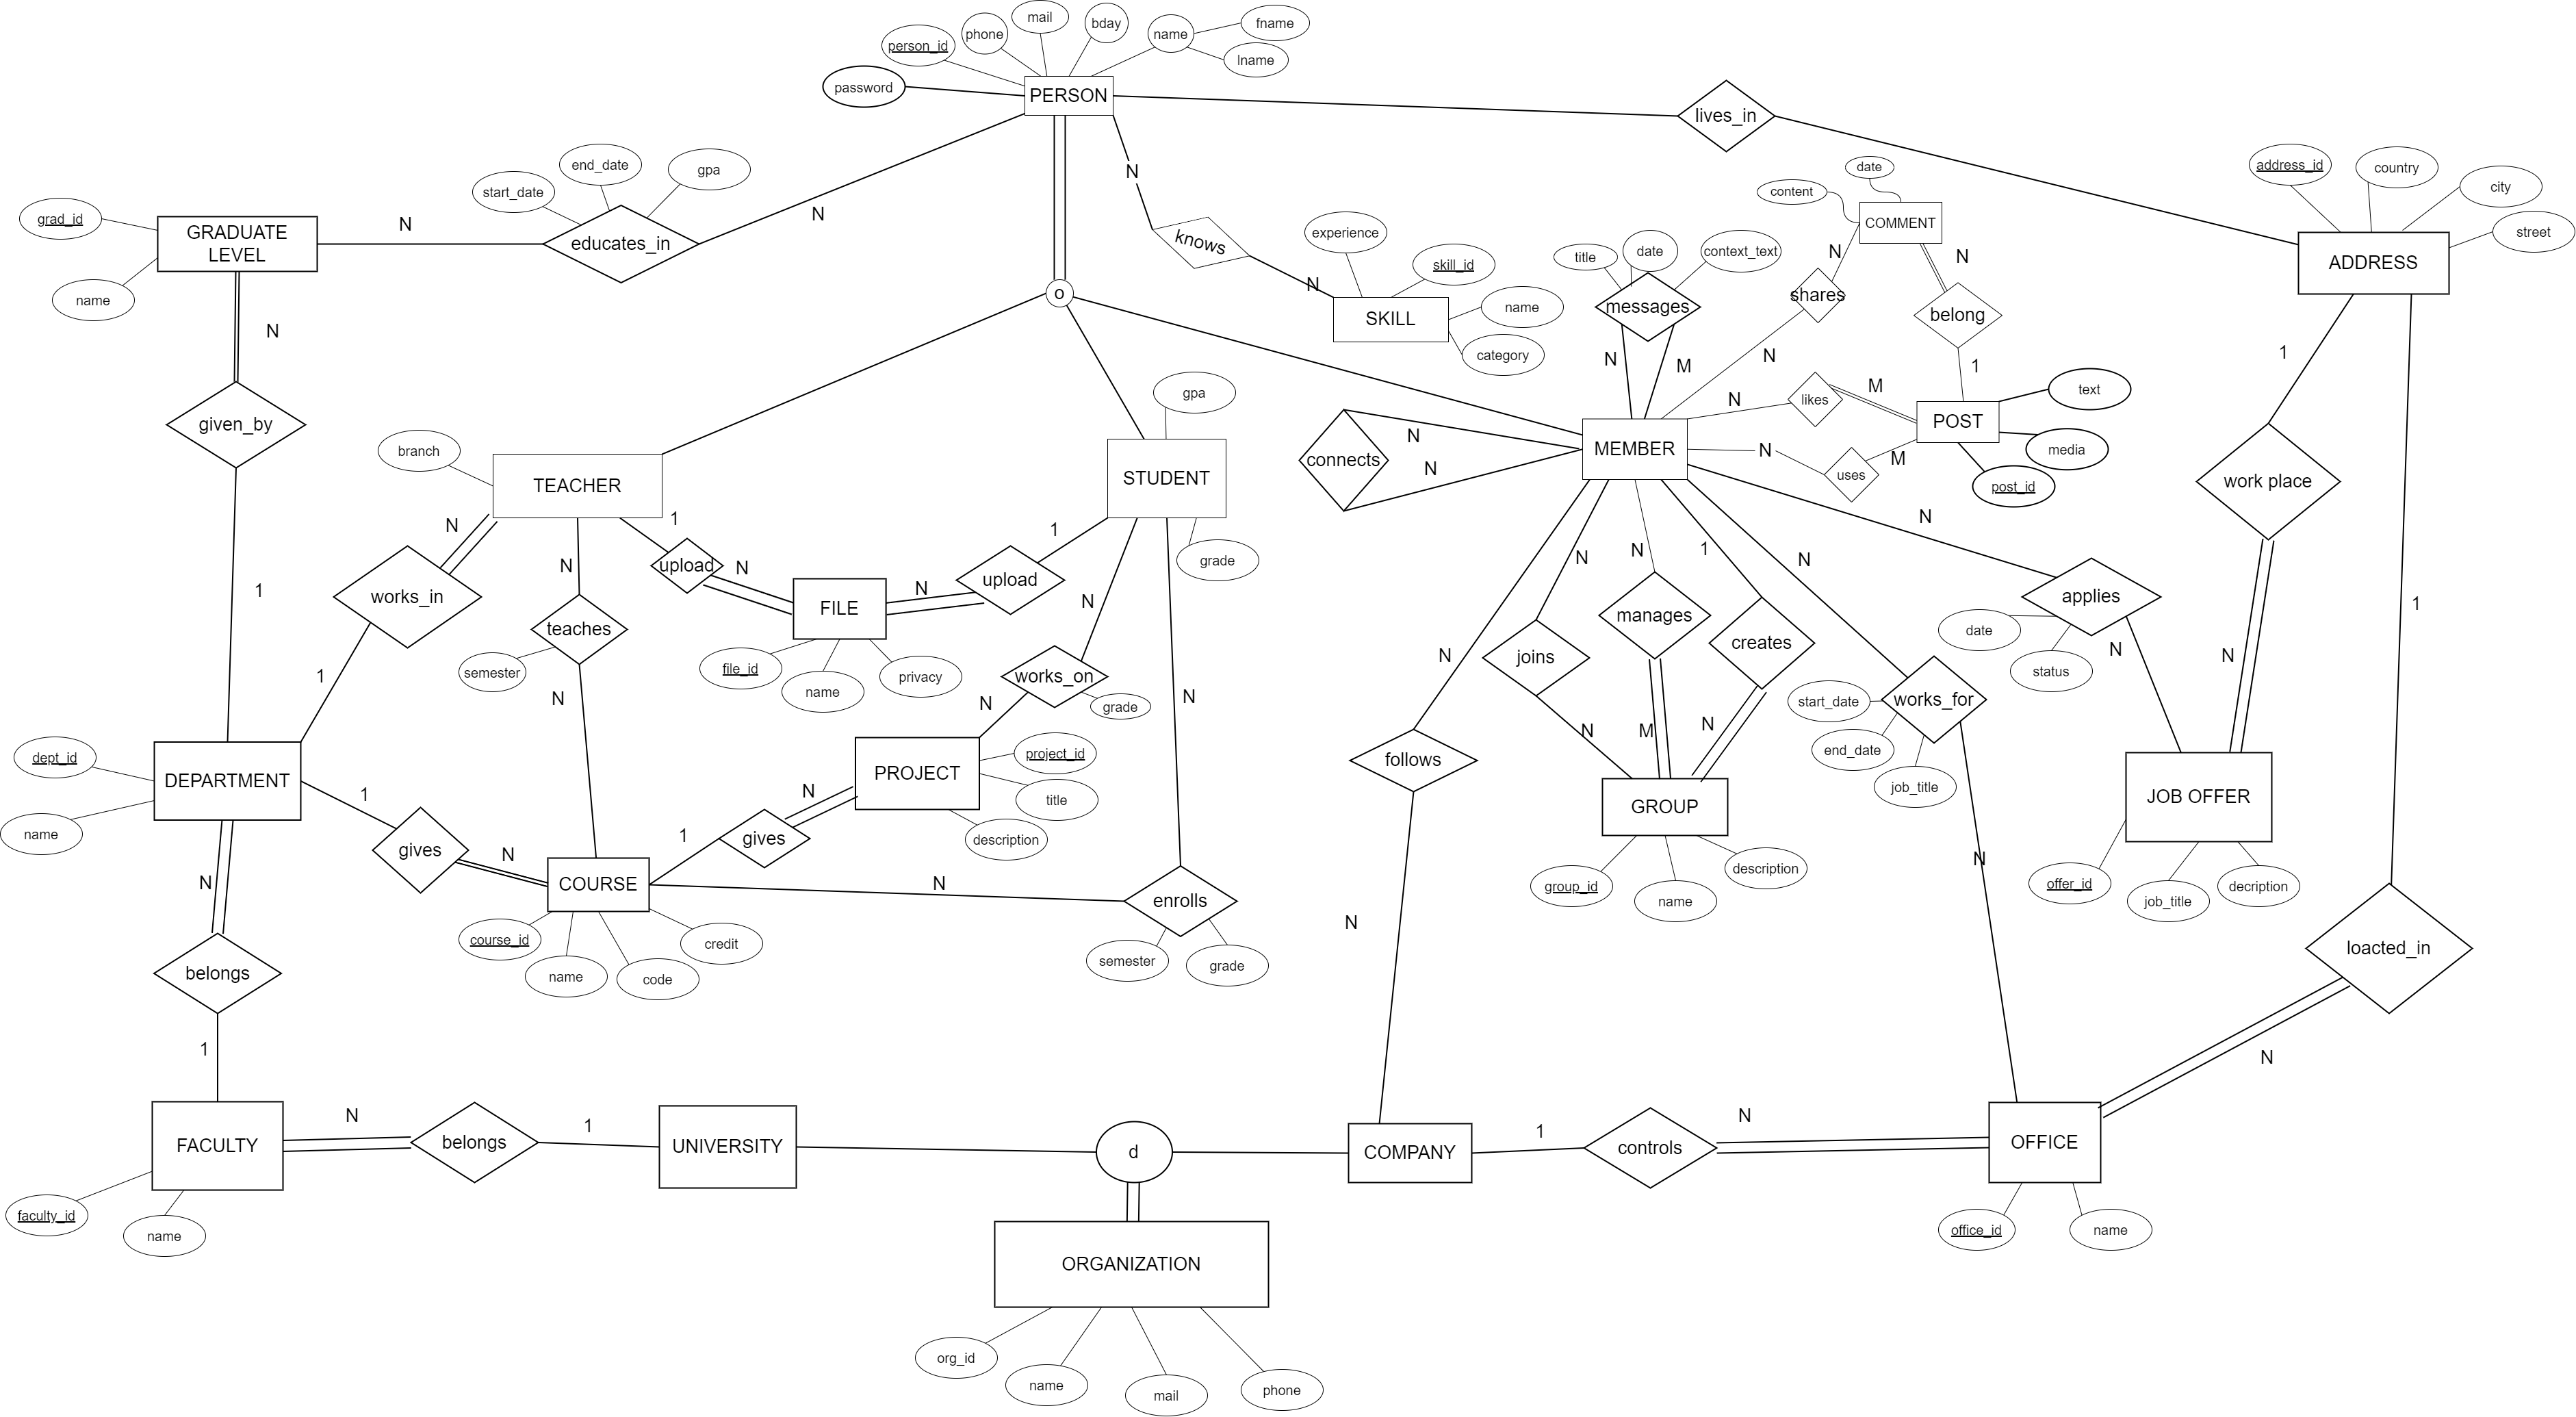 mail
bday
fname
phone
name
person_id
lname
password
PERSON
lives_in
end_date
gpa
start_date
N
date
content
address_id
country
city
street
grad_id
GRADUATE
LEVEL
N
educates_in
N
knows
experience
skill_id
title
date
context_text
COMMENT
N
N
ADDRESS
name
o
N
SKILL
name
category
messages
shares
belong
N
N
M
N
1
1
given_by
gpa
N
likes
M
text
branch
connects
N
N
MEMBER
POST
media
N
uses
M
post_id
TEACHER
STUDENT
work place
N
1
1
N
grade
N
works_in
N
upload
N
N
upload
N
N
1
N
applies
1
FILE
N
1
teaches
manages
creates
date
N
semester
file_id
name
privacy
works_on
grade
N
joins
status
N
1
N
N
N
start_date
works_for
end_date
job_title
N
M
N
dept_id
DEPARTMENT
name
PROJECT
project_id
title
description
follows
GROUP
JOB OFFER
1
N
gives
N
1
gives
COURSE
N
enrolls
N
N
group_id
name
description
N
offer_id
job_title
decription
course_id
name
code
credit
semester
grade
N
loacted_in
belongs
1
N
FACULTY
N
belongs
1
UNIVERSITY
d
COMPANY
1
controls
N
OFFICE
faculty_id
name
office_id
name
ORGANIZATION
org_id
name
mail
phone